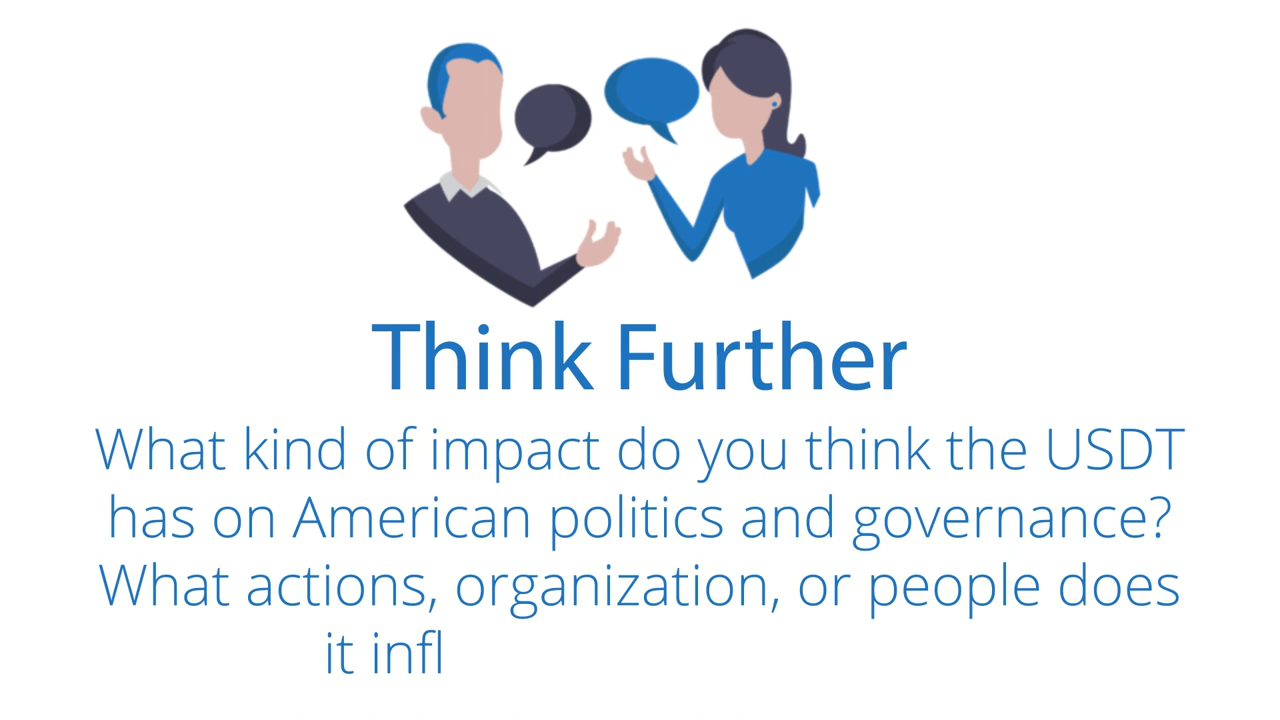 Think Further
What kind of impact do you think the USDT
has on American politics and governance?
What actions, organization, or people does
it infl